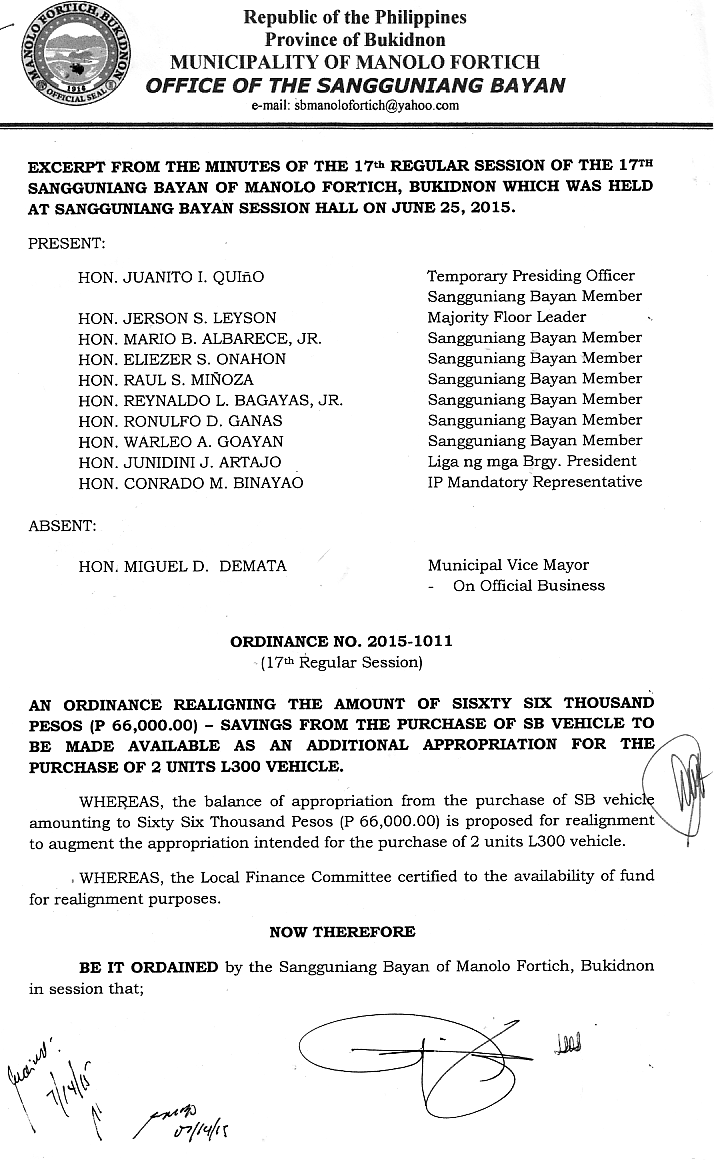 MANOLO FORTICH, BUKIDNON
1914
OFFICIAL SEAL
Republic of the Philippines
Province of Bukidnon
MUNICIPALITY OF MANOLO FORTICH
OFFICE OF THE SANGGUNIANG BAYAN
e-mail: sbmanolofortich@yahoo.com
EXCERPT FROM THE MINUTES OF THE 17th REGULAR SESSION OF THE 17TH
SANGGUNIANG BAYAN OF MANOLO FORTICH, BUKIDNON WHICH WAS HELD
AT SANGGUNIANG BAYAN SESSION HALL ON JUNE 25, 2015.
PRESENT:
HON. JUANITO I. QUIñO Temporary Presiding Officer
Sangguniang Bayan Member
HON. JERSON S. LEYSON Majority Floor Leader
HON. MARIO B. ALBARECE, JR. Sangguniang Bayan Member
HON. ELIEZER S. ONAHON Sangguniang Bayan Member
HON. RAUL S. MIÑOZA Sangguniang Bayan Member
HON. REYNALDO L. BAGAYAS, JR. Sangguniang Bayan Member
HON. RONULFO D. GANAS Sangguniang Bayan Member
HON. WARLEO A. GOAYAN Sangguniang Bayan Member
HON. JUNIDINI J. ARTAJO Liga ng mga Brgy. President
HON. CONRADO M. BINAYAO IP Mandatory Representative
ABSENT:
HON. MIGUEL D. DEMATA Municipal Vice Mayor
- On Official Business
ORDINANCE NO. 2015-1011
(17th Regular Session)
AN ORDINANCE REALIGNING THE AMOUNT OF SISXTY SIX THOUSAND
PESOS (P 66,000.00) – SAVINGS FROM THE PURCHASE OF SB VEHICLE TO
BE MADE AVAILABLE AS AN ADDITIONAL APPROPRIATION FOR THE
PURCHASE OF 2 UNITS L300 VEHICLE.
WHEREAS, the balance of appropriation from the purchase of SB vehicle
amounting to Sixty Six Thousand Pesos (P 66,000.00) is proposed for realignment
to augment the appropriation intended for the purchase of 2 units L300 vehicle.
WHEREAS, the Local Finance Committee certified to the availability of fund
for realignment purposes.
NOW THEREFORE
BE IT ORDAINED by the Sangguniang Bayan of Manolo Fortich, Bukidnon
in session that;
7/14/15
07/14/15